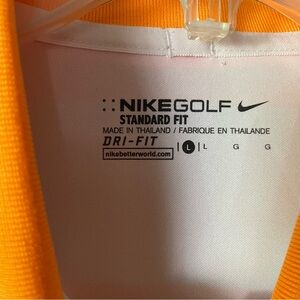 NIKEGOLF
STANDARD FIT
MADE IN THAILAND / FABRIQUE EN THAILANDE
DRI-FIT | L | L G G
nikebetterworld.com